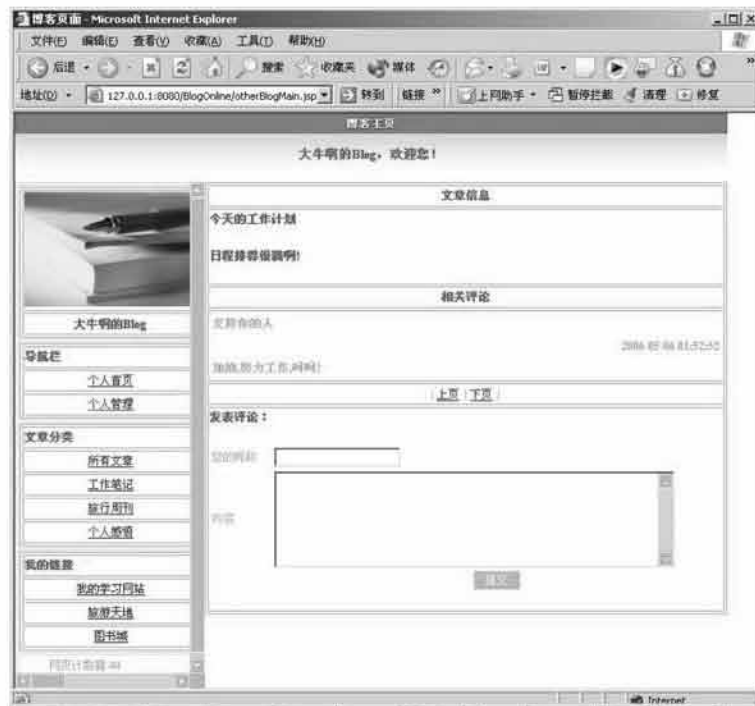 博客页面 - Microsoft Internet Explorer
文件(F) 编辑(E) 查看(V) 收藏(A) 工具(T) 帮助(H)
后退 搜索 收藏夹 媒体
地址(D) 127.0.0.1:8080/BlogOnline/otherBlogMain.jsp 转到 链接 » 上网助手 暂停拦截 清理 修复
博客主页
大牛啊的Blog，欢迎您！
大牛啊的Blog
导航栏
个人首页
个人管理
文章分类
所有文章
工作笔记
旅行周刊
个人感悟
我的链接
我的学习网站
旅游天地
图书城
网页计数器
文章信息
今天的工作计划
日程排得很满啊!
相关评论
支持你的人
加油,努力工作,呵呵!
| 上页 | 下页 |
发表评论：
您的昵称
内容
提交
Internet